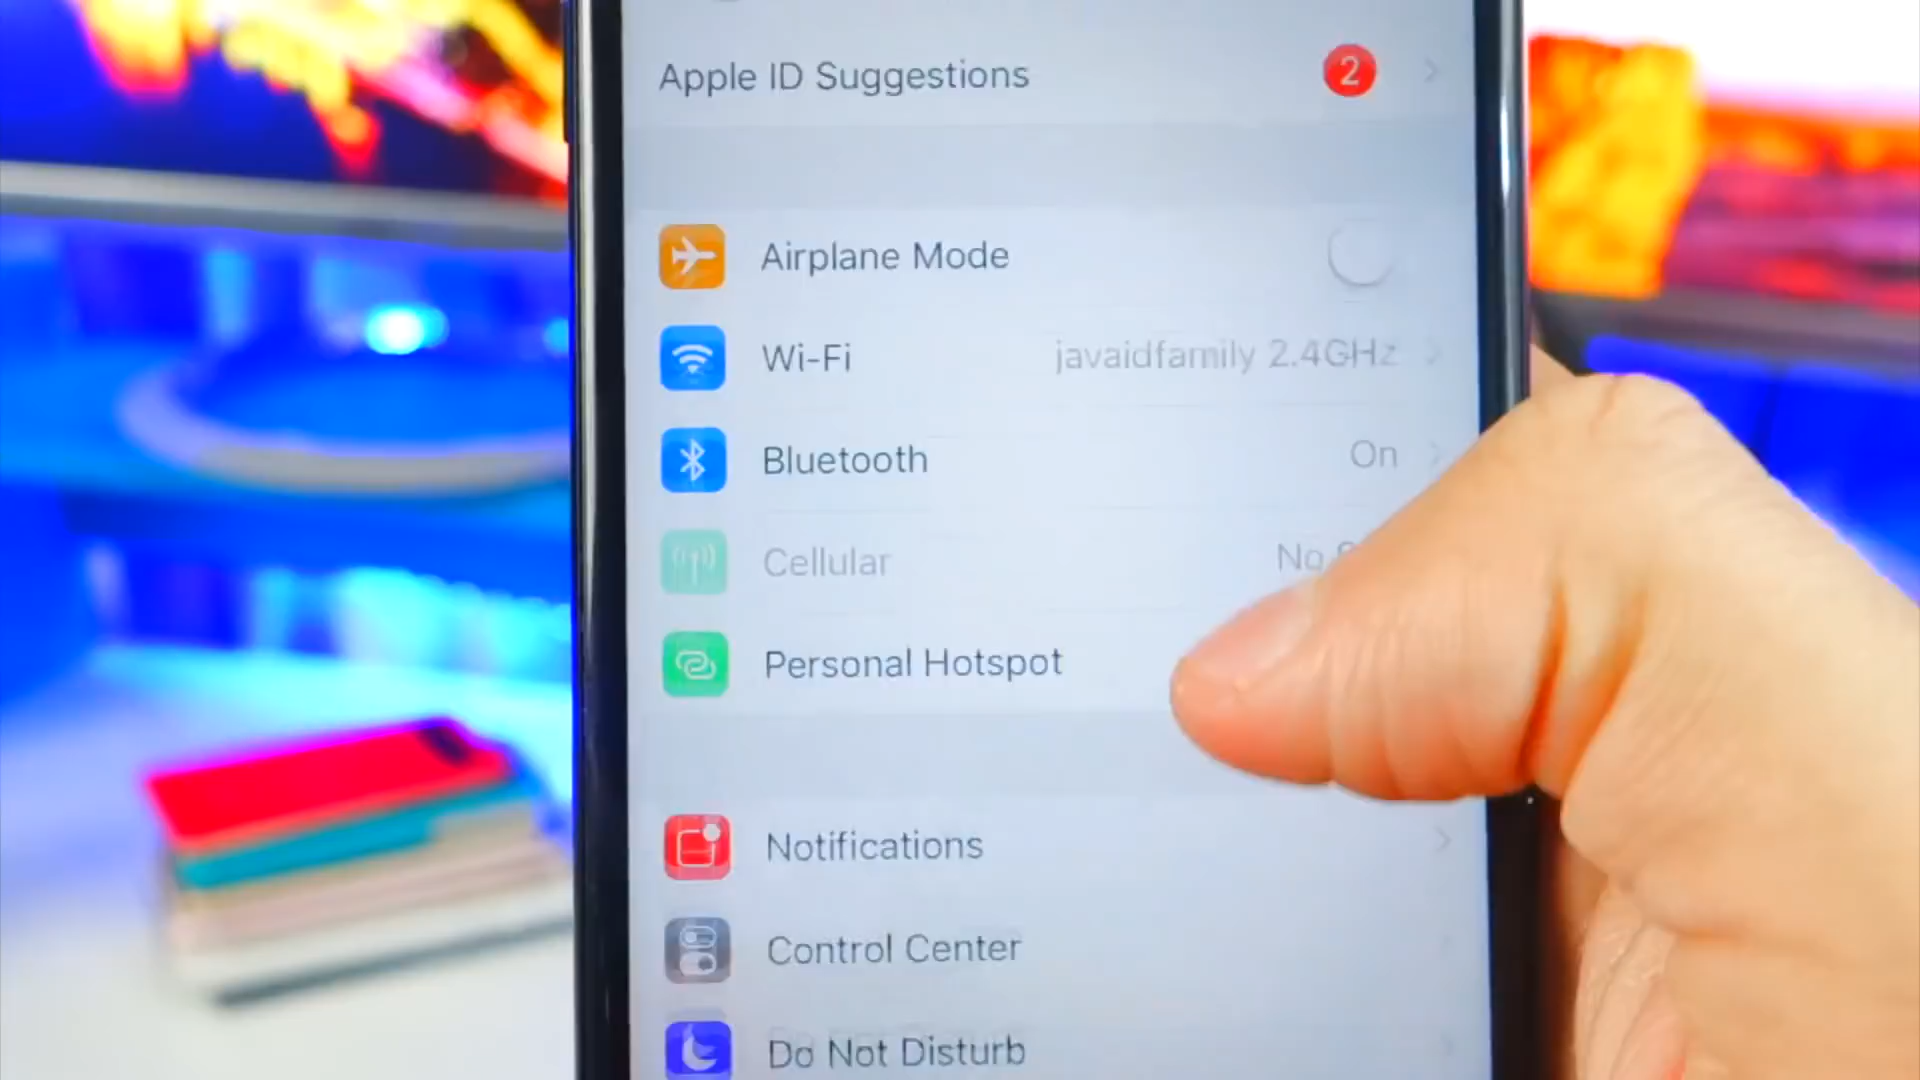 Apple ID Suggestions 2
Airplane Mode
Wi-Fi javaidfamily 2.4GHz
Bluetooth On
Cellular No
Personal Hotspot
Notifications
Control Center
Do Not Disturb